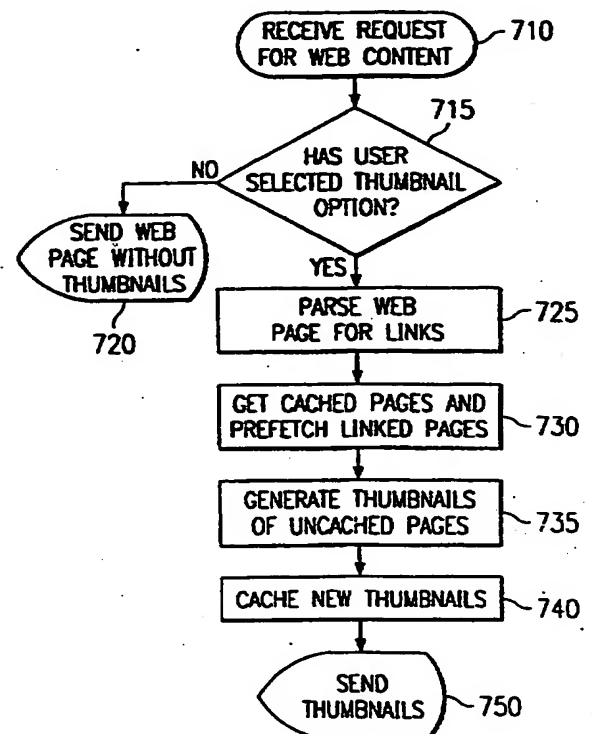 RECEIVE REQUEST
FOR WEB CONTENT
710
715
HAS USER
SELECTED THUMBNAIL
OPTION?
NO
SEND WEB
PAGE WITHOUT
THUMBNAILS
720
YES
PARSE WEB
PAGE FOR LINKS
725
GET CACHED PAGES AND
PREFETCH LINKED PAGES
730
GENERATE THUMBNAILS
OF UNCACHED PAGES
735
CACHE NEW THUMBNAILS
740
SEND
THUMBNAILS
750